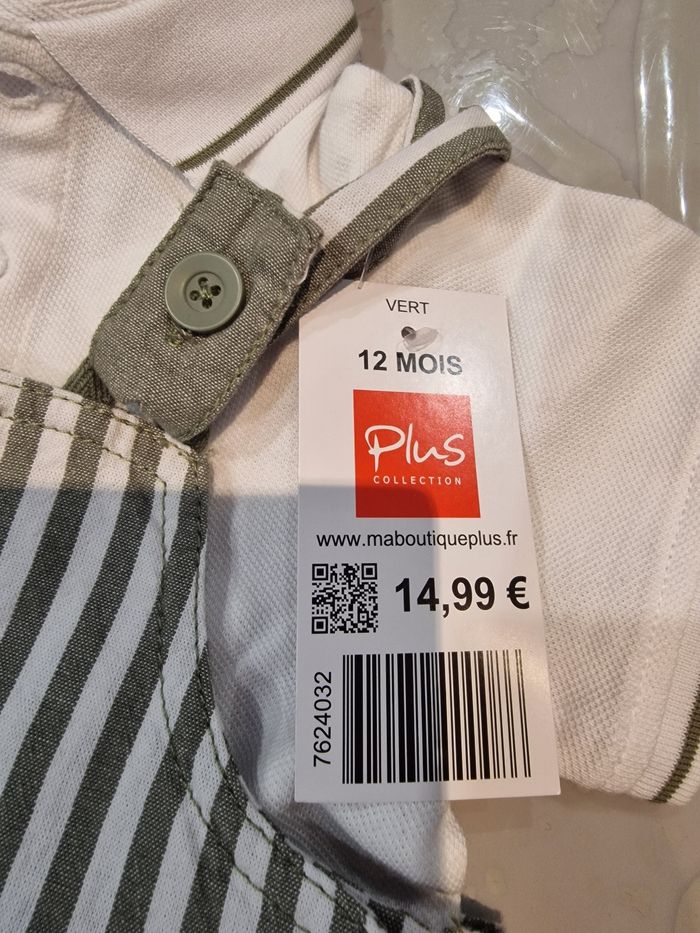 VERT
12 MOIS
Plus
COLLECTION
www.maboutiqueplus.fr
14,99 €
7624032